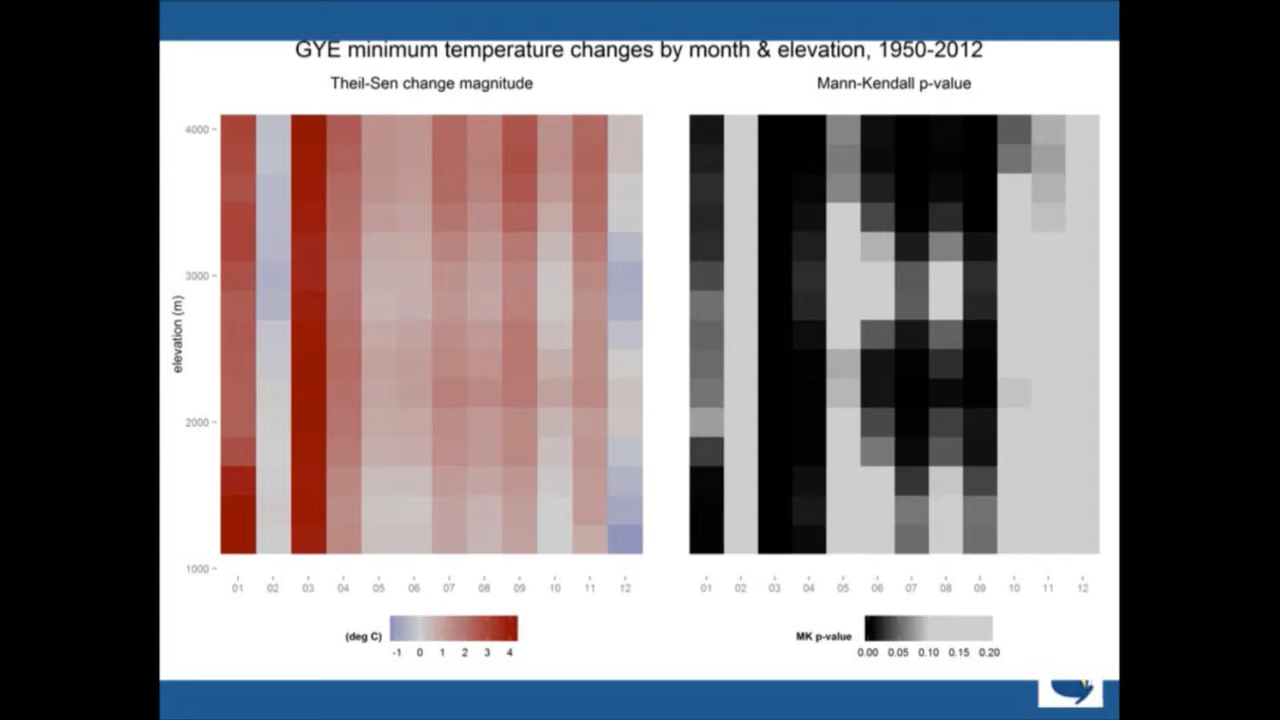 GYE minimum temperature changes by month & elevation, 1950-2012
Theil-Sen change magnitude
Mann-Kendall p-value
4000
3000
2000
1000
elevation (m)
01 02 03 04 05 06 07 08 09 10 11 12
01 02 03 04 05 06 07 08 09 10 11 12
(deg C)
-1 0 1 2 3 4
MK p-value
0.00 0.05 0.10 0.15 0.20